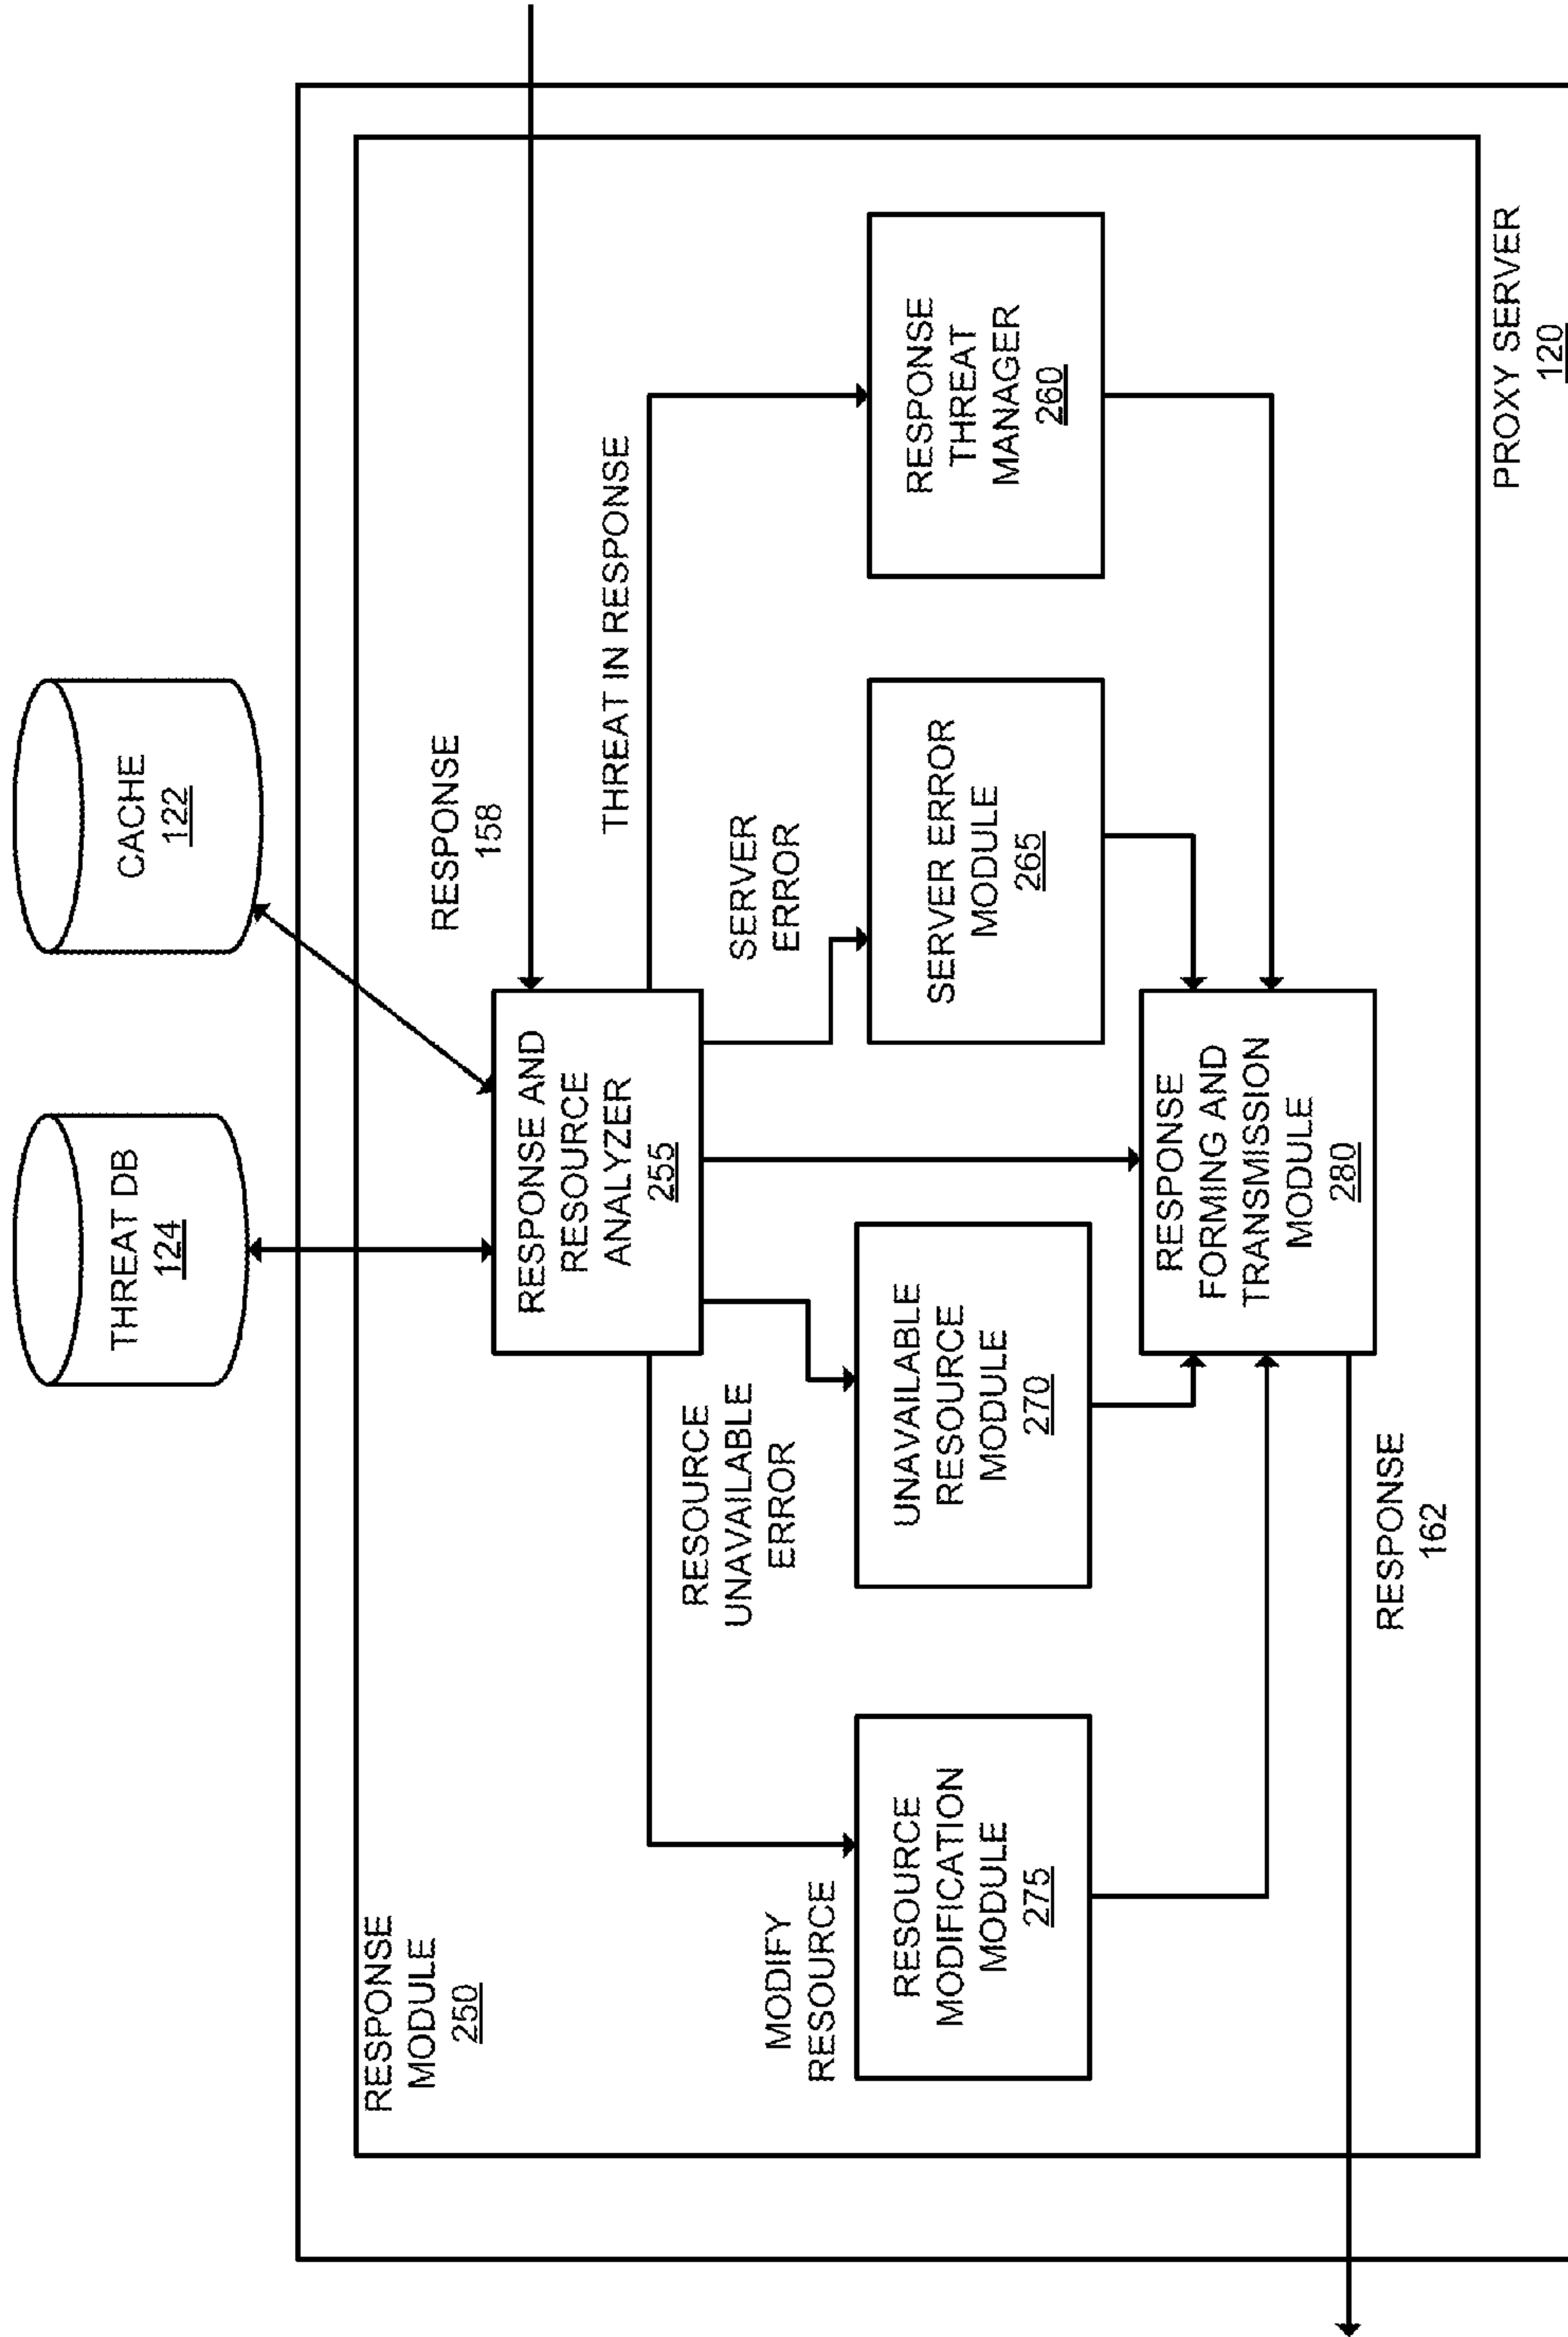 THREAT DB
124
CACHE
122
RESPONSE
MODULE
250
RESPONSE
158
RESPONSE AND
RESOURCE
ANALYZER
255
THREAT IN RESPONSE
MODIFY
RESOURCE
RESOURCE
UNAVAILABLE
ERROR
SERVER
ERROR
RESOURCE
MODIFICATION
MODULE
275
UNAVAILABLE
RESOURCE
MODULE
270
SERVER ERROR
MODULE
265
RESPONSE
THREAT
MANAGER
260
RESPONSE
FORMING AND
TRANSMISSION
MODULE
280
RESPONSE
162
PROXY SERVER
120